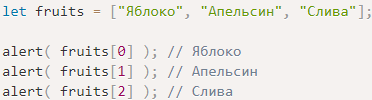 let fruits = ["Яблоко", "Апельсин", "Слива"];
alert( fruits[0] ); // Яблоко
alert( fruits[1] ); // Апельсин
alert( fruits[2] ); // Слива